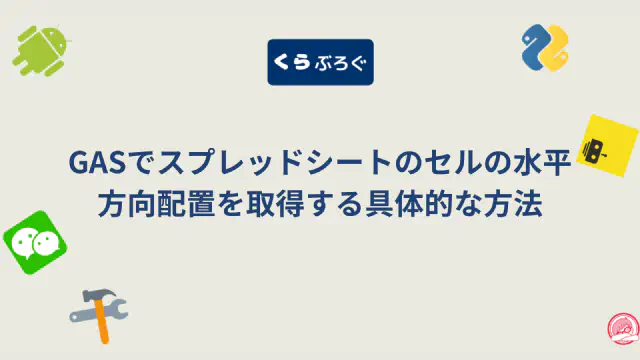 くらぶろぐ
GASでスプレッドシートのセルの水平
方向配置を取得する具体的な方法